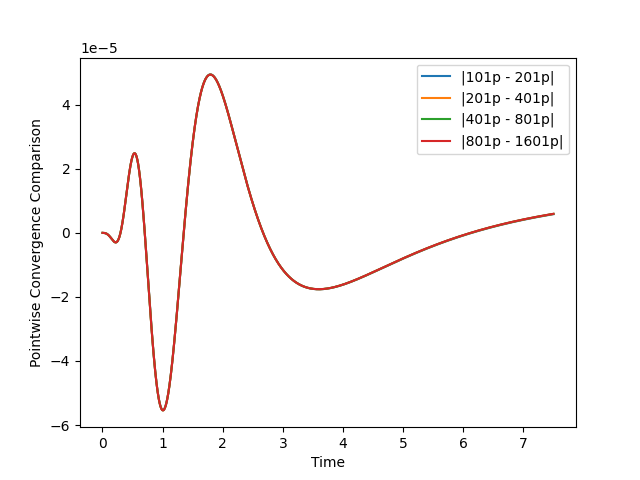 1e−5
|101p - 201p|
|201p - 401p|
|401p - 801p|
|801p - 1601p|
4
2
0
−2
−4
−6
Pointwise Convergence Comparison
0 1 2 3 4 5 6 7
Time